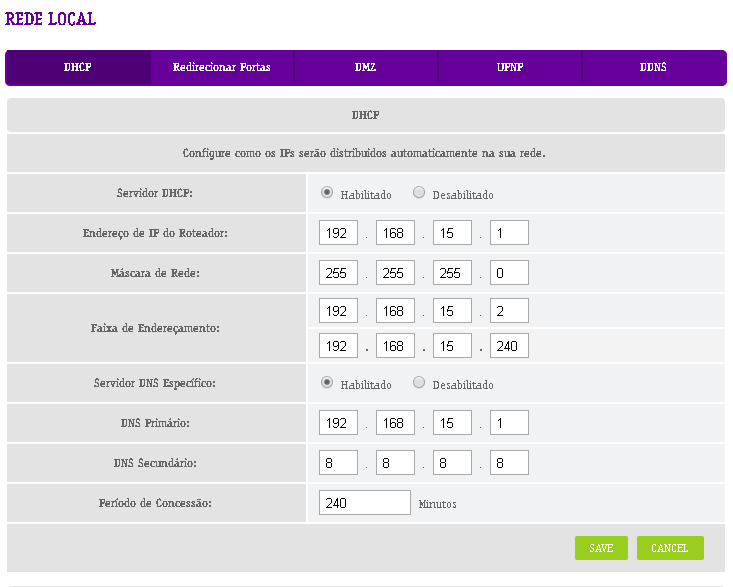 REDE LOCAL
DHCP Redirecionar Portas DMZ UPNP DDNS
DHCP
Configure como os IPs serão distribuidos automaticamente na sua rede.
Servidor DHCP: Habilitado Desabilitado
Endereço de IP do Roteador: 192 . 168 . 15 . 1
Máscara de Rede: 255 . 255 . 255 . 0
Faixa de Endereçamento: 192 . 168 . 15 . 2
192 . 168 . 15 . 240
Servidor DNS Específico: Habilitado Desabilitado
DNS Primário: 192 . 168 . 15 . 1
DNS Secundário: 8 . 8 . 8 . 8
Período de Concessão: 240 Minutos
SAVE CANCEL